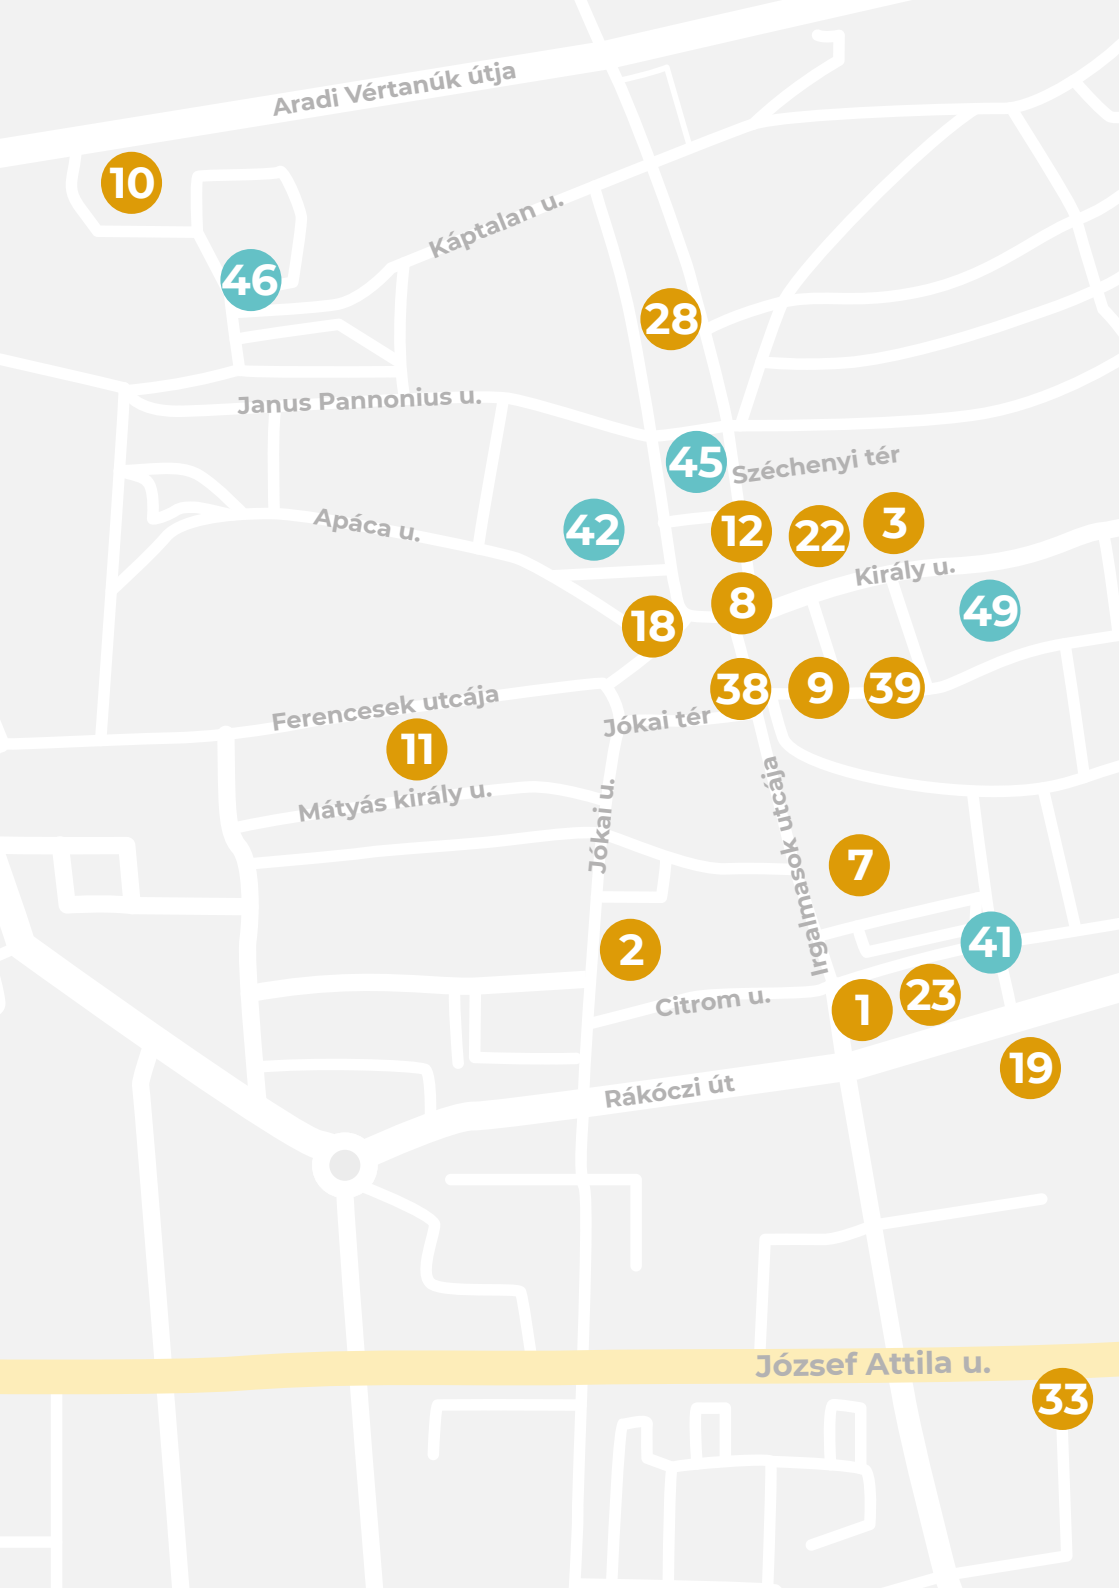 Aradi Vértanúk útja
10
Káptalan u.
46
28
Janus Pannonius u.
45
Széchenyi tér
Apáca u.
42
12
22
3
Király u.
8
49
18
Ferencesek utcája
38
9
39
Jókai tér
11
Mátyás király u.
Jókai u.
Irgalmasok utcája
7
2
41
Citrom u.
1
23
19
Rákóczi út
József Attila u.
33